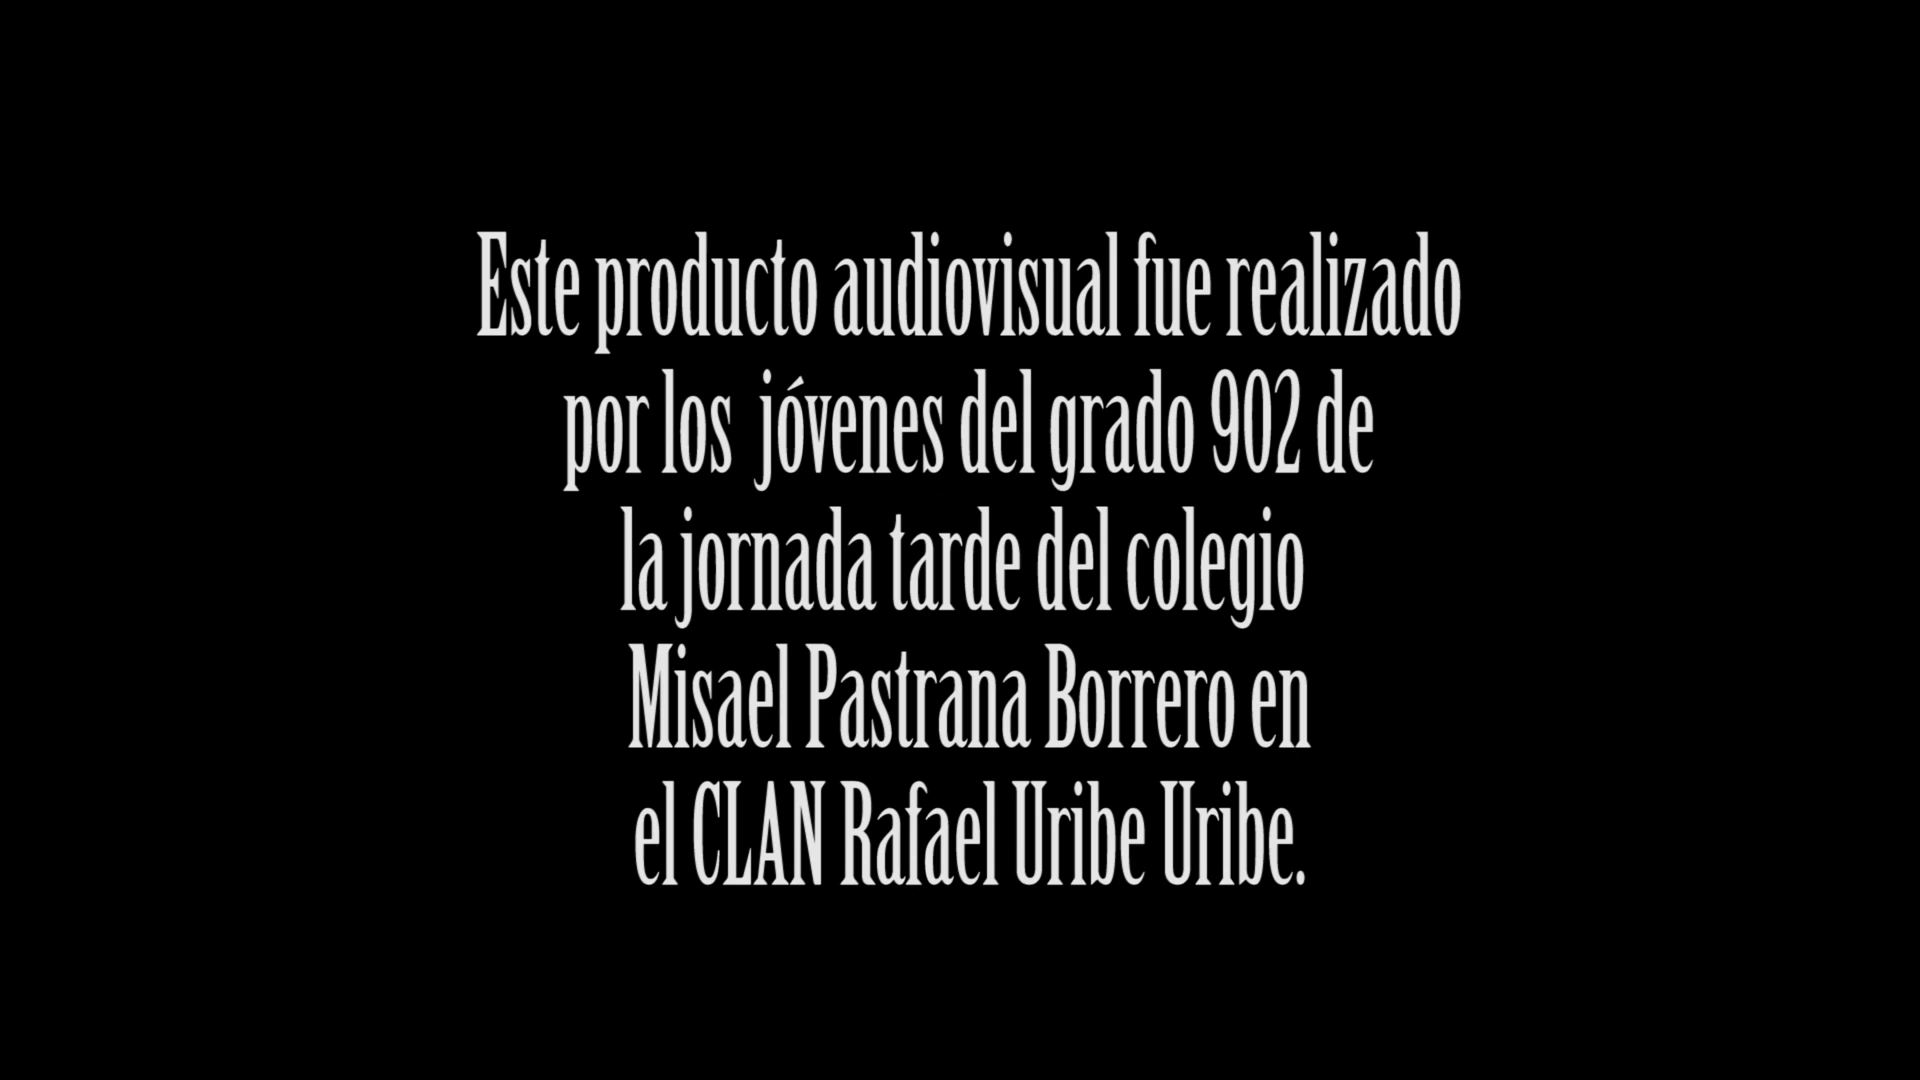 Este producto audiovisual fue realizado
por los jóvenes del grado 902 de
la jornada tarde del colegio
Misael Pastrana Borrero en
el CLAN Rafael Uribe Uribe.